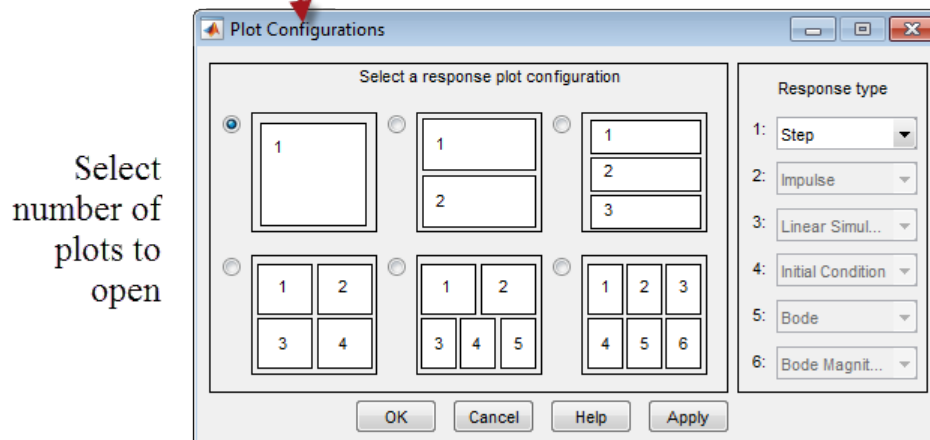 Plot Configurations
Select
number of
plots to
open
Select a response plot configuration
1
1
2
1
2
3
1 2
3 4
1 2
3 4 5
1 2 3
4 5 6
Response type
1: Step
2: Impulse
3: Linear Simul...
4: Initial Condition
5: Bode
6: Bode Magnit...
OK Cancel Help Apply